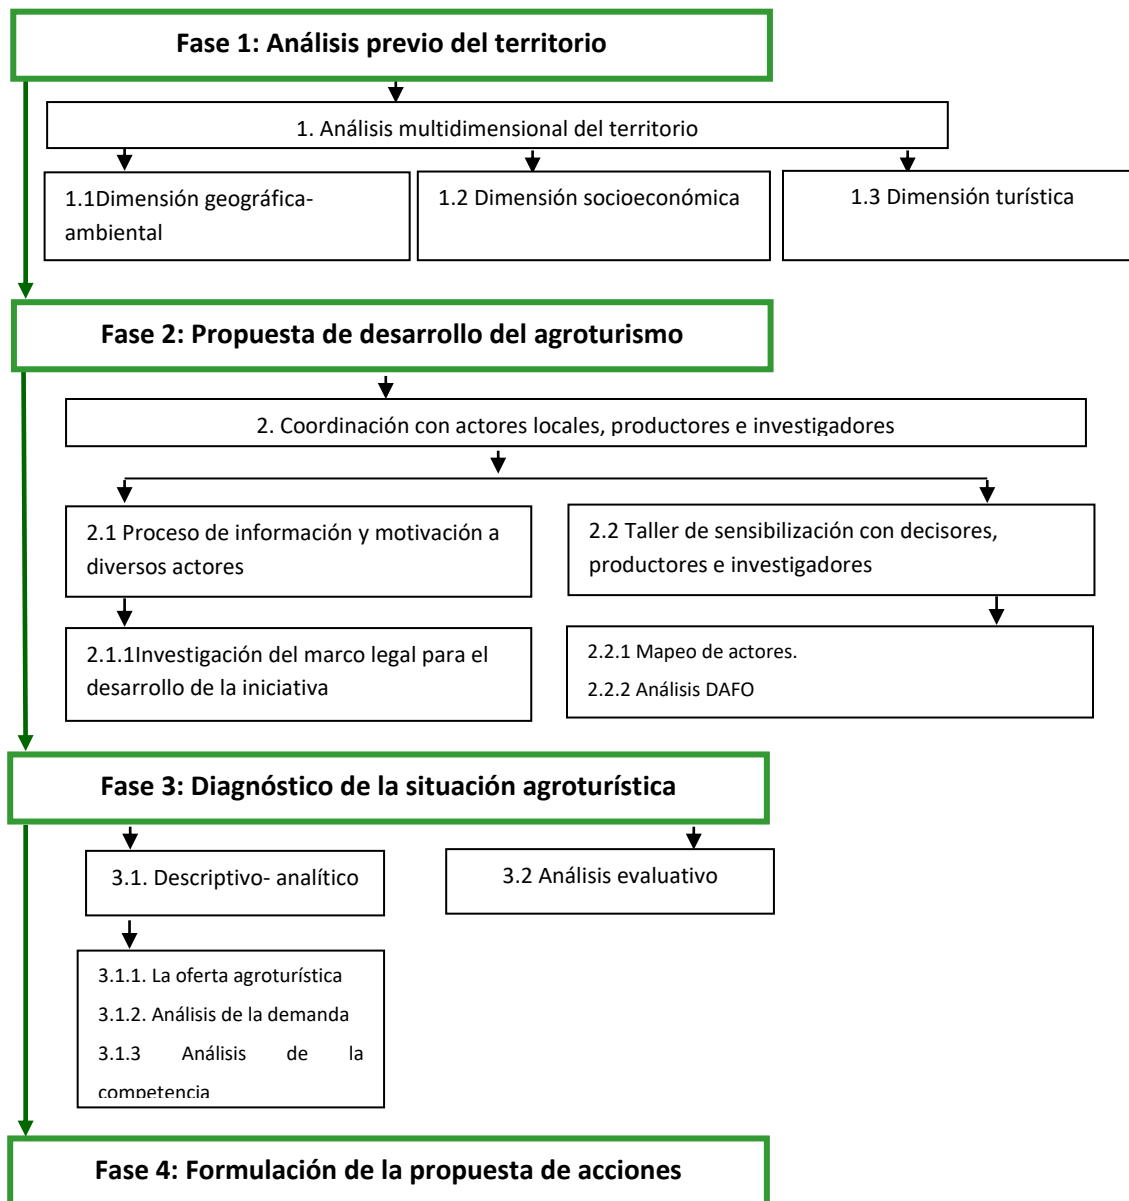 Fase 1: Análisis previo del territorio
1. Análisis multidimensional del territorio
1.1Dimensión geográfica-
ambiental
1.2 Dimensión socioeconómica
1.3 Dimensión turística
Fase 2: Propuesta de desarrollo del agroturismo
2. Coordinación con actores locales, productores e investigadores
2.1 Proceso de información y motivación a
diversos actores
2.2 Taller de sensibilización con decisores,
productores e investigadores
2.1.1Investigación del marco legal para el
desarrollo de la iniciativa
2.2.1 Mapeo de actores.
2.2.2 Análisis DAFO
Fase 3: Diagnóstico de la situación agroturística
3.1. Descriptivo- analítico
3.2 Análisis evaluativo
3.1.1. La oferta agroturística
3.1.2. Análisis de la demanda
3.1.3 Análisis de la
competencia
Fase 4: Formulación de la propuesta de acciones